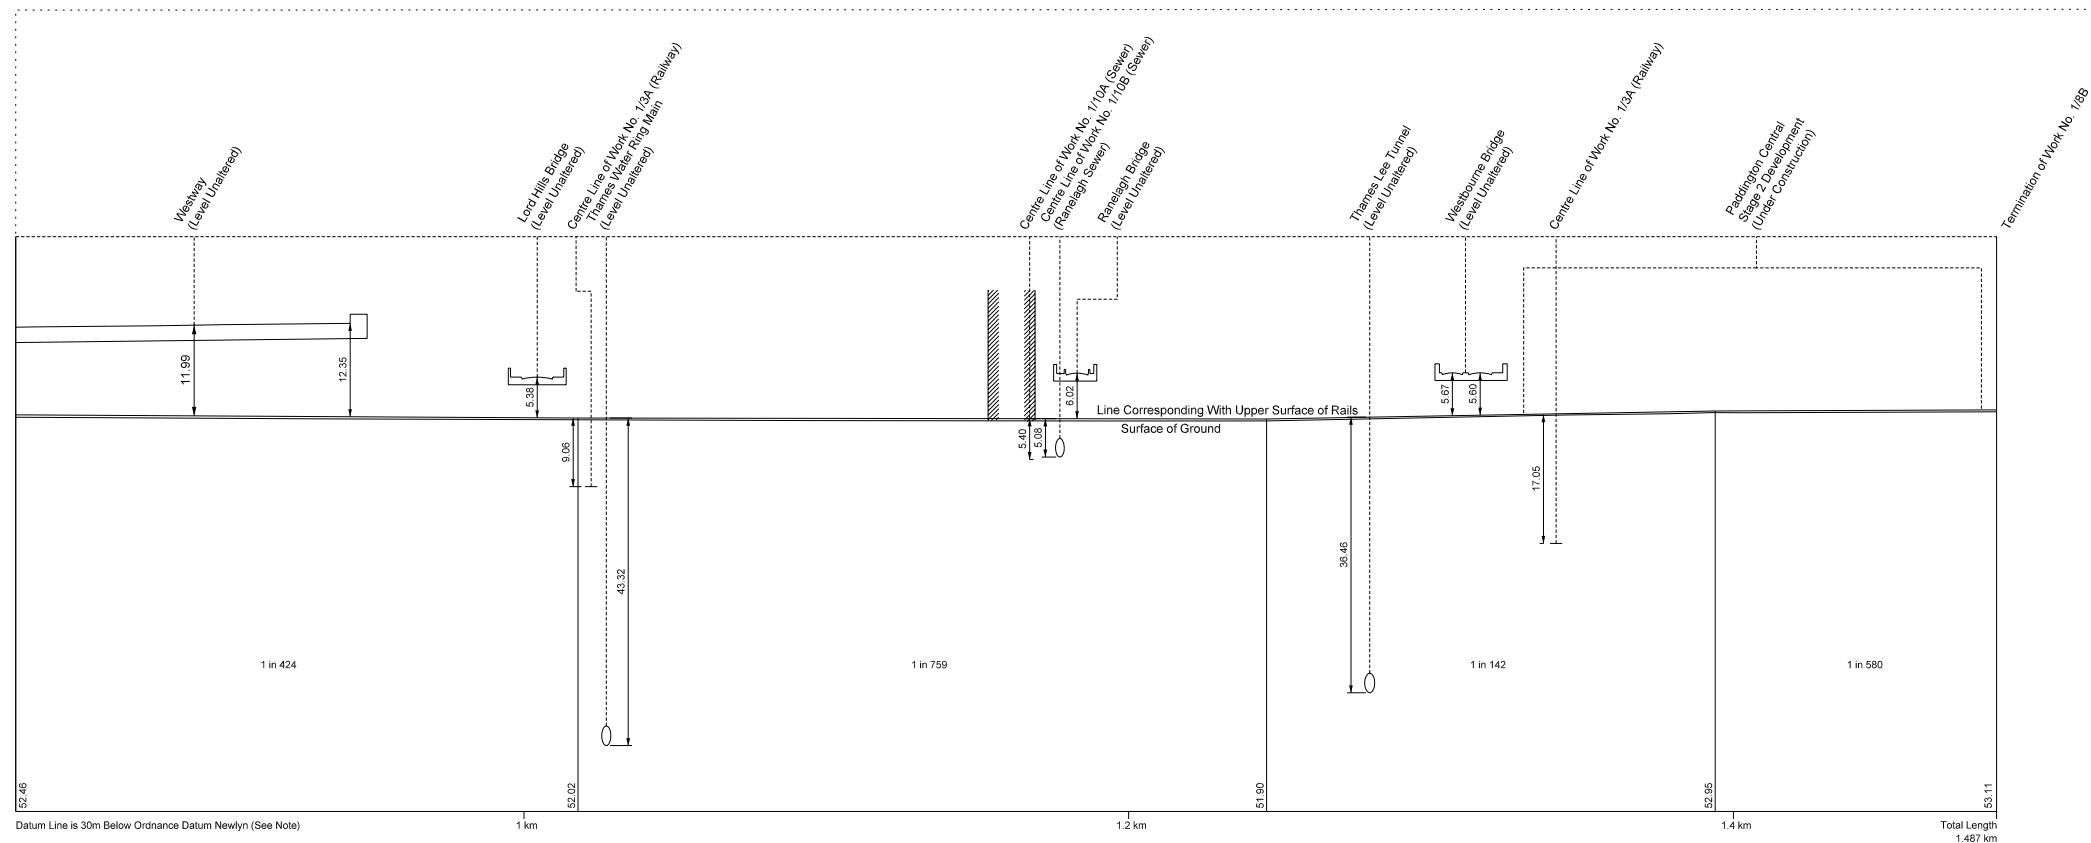 Westway
(Level Unaltered)
Lord Hills Bridge
(Level Unaltered)
Centre Line of Work No. 1/3A (Railway)
Thames Water Ring Main
(Level Unaltered)
Centre Line of Work No. 1/10A (Sewer)
Centre Line of Work No. 1/10B (Sewer)
(Ranelagh Sewer)
Ranelagh Bridge
(Level Unaltered)
Thames Lee Tunnel
(Level Unaltered)
Westbourne Bridge
(Level Unaltered)
Centre Line of Work No. 1/3A (Railway)
Paddington Central
Stage 2 Development
(Under Construction)
Termination of Work No. 1/8B
11.99
12.35
5.38
6.02
5.67
5.60
Line Corresponding With Upper Surface of Rails
Surface of Ground
9.06
5.40
5.08
17.05
43.32
36.46
1 in 424
1 in 759
1 in 142
1 in 580
52.46
52.02
51.90
52.95
53.11
Datum Line is 30m Below Ordnance Datum Newlyn (See Note)
1 km
1.2 km
1.4 km
Total Length
1.487 km